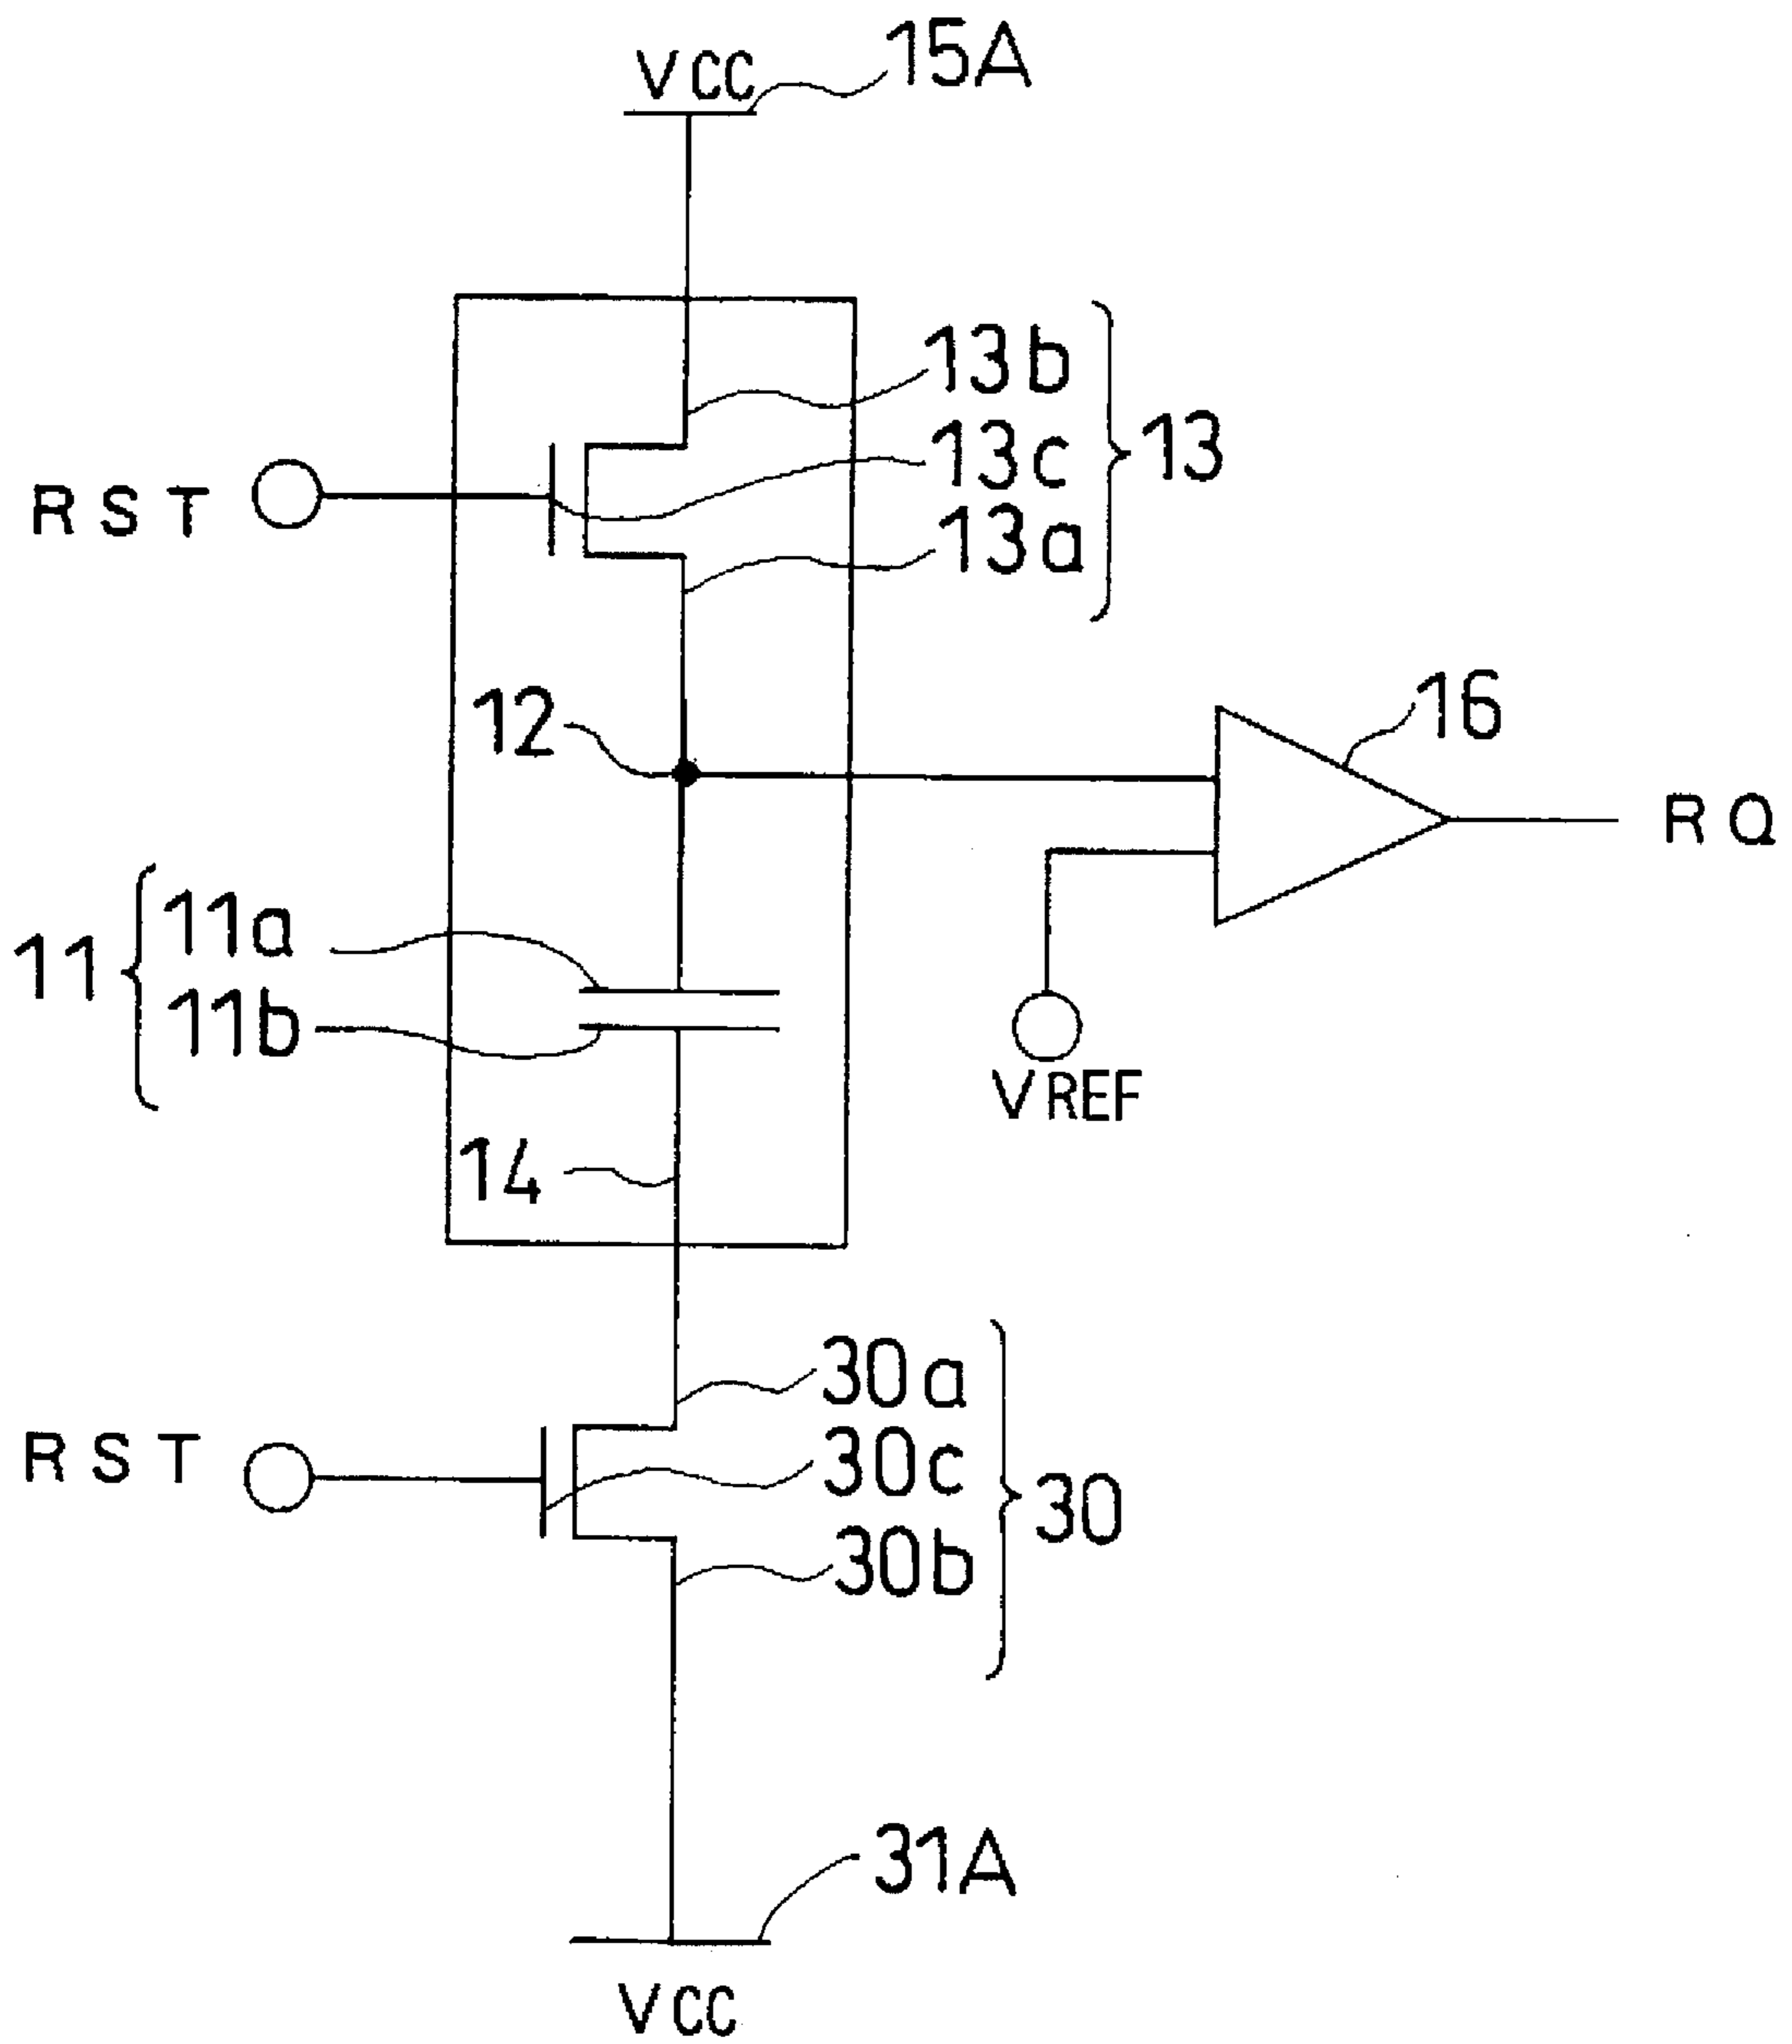 VCC 15A
13b
13c 13
RST
13a
12
16
RQ
11a
11
11b
VREF
14
30a
RST
30c
30
30b
31A
VCC